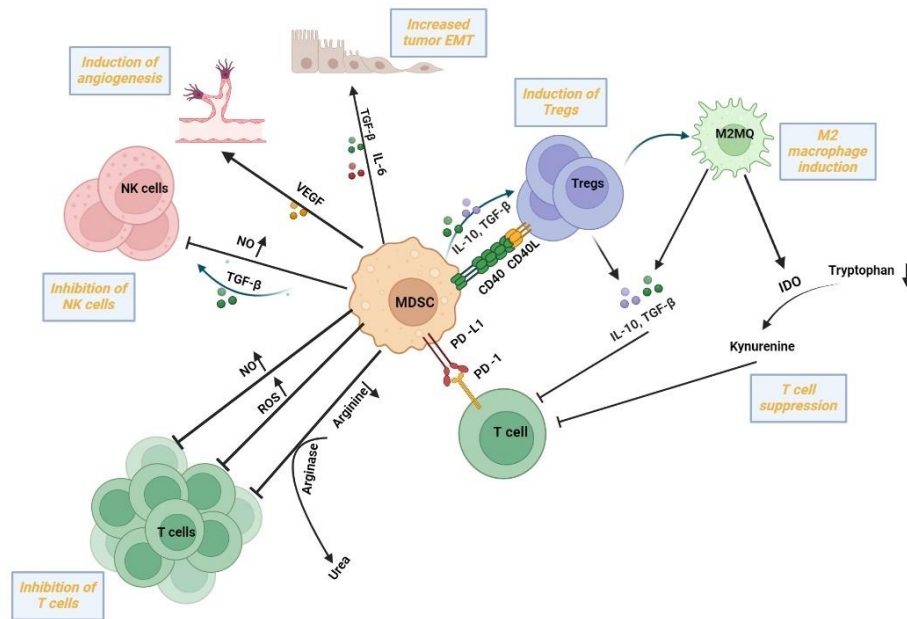 Increased
tumor EMT
Induction of
angiogenesis
Induction of
Tregs
M2MQ
M2
macrophage
induction
TGF-β
IL-6
NK cells
VEGF
Tregs
IL-10, TGF-β
NO
TGF-β
CD40 CD40L
Inhibition of
NK cells
MDSC
IDO
Tryptophan
IL-10, TGF-β
PD -L1
PD -1
Kynurenine
NO
ROS
Arginine
T cell
suppression
T cell
Arginase
T cells
Urea
Inhibition of
T cells